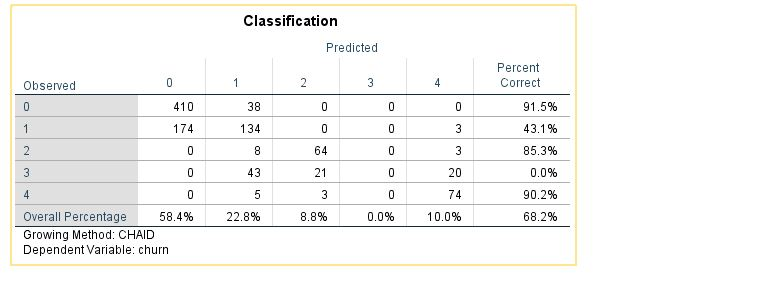 Classification
Predicted
Observed 0 1 2 3 4 Percent Correct
0 410 38 0 0 0 91.5%
1 174 134 0 0 3 43.1%
2 0 8 64 0 3 85.3%
3 0 43 21 0 20 0.0%
4 0 5 3 0 74 90.2%
Overall Percentage 58.4% 22.8% 8.8% 0.0% 10.0% 68.2%
Growing Method: CHAID
Dependent Variable: churn